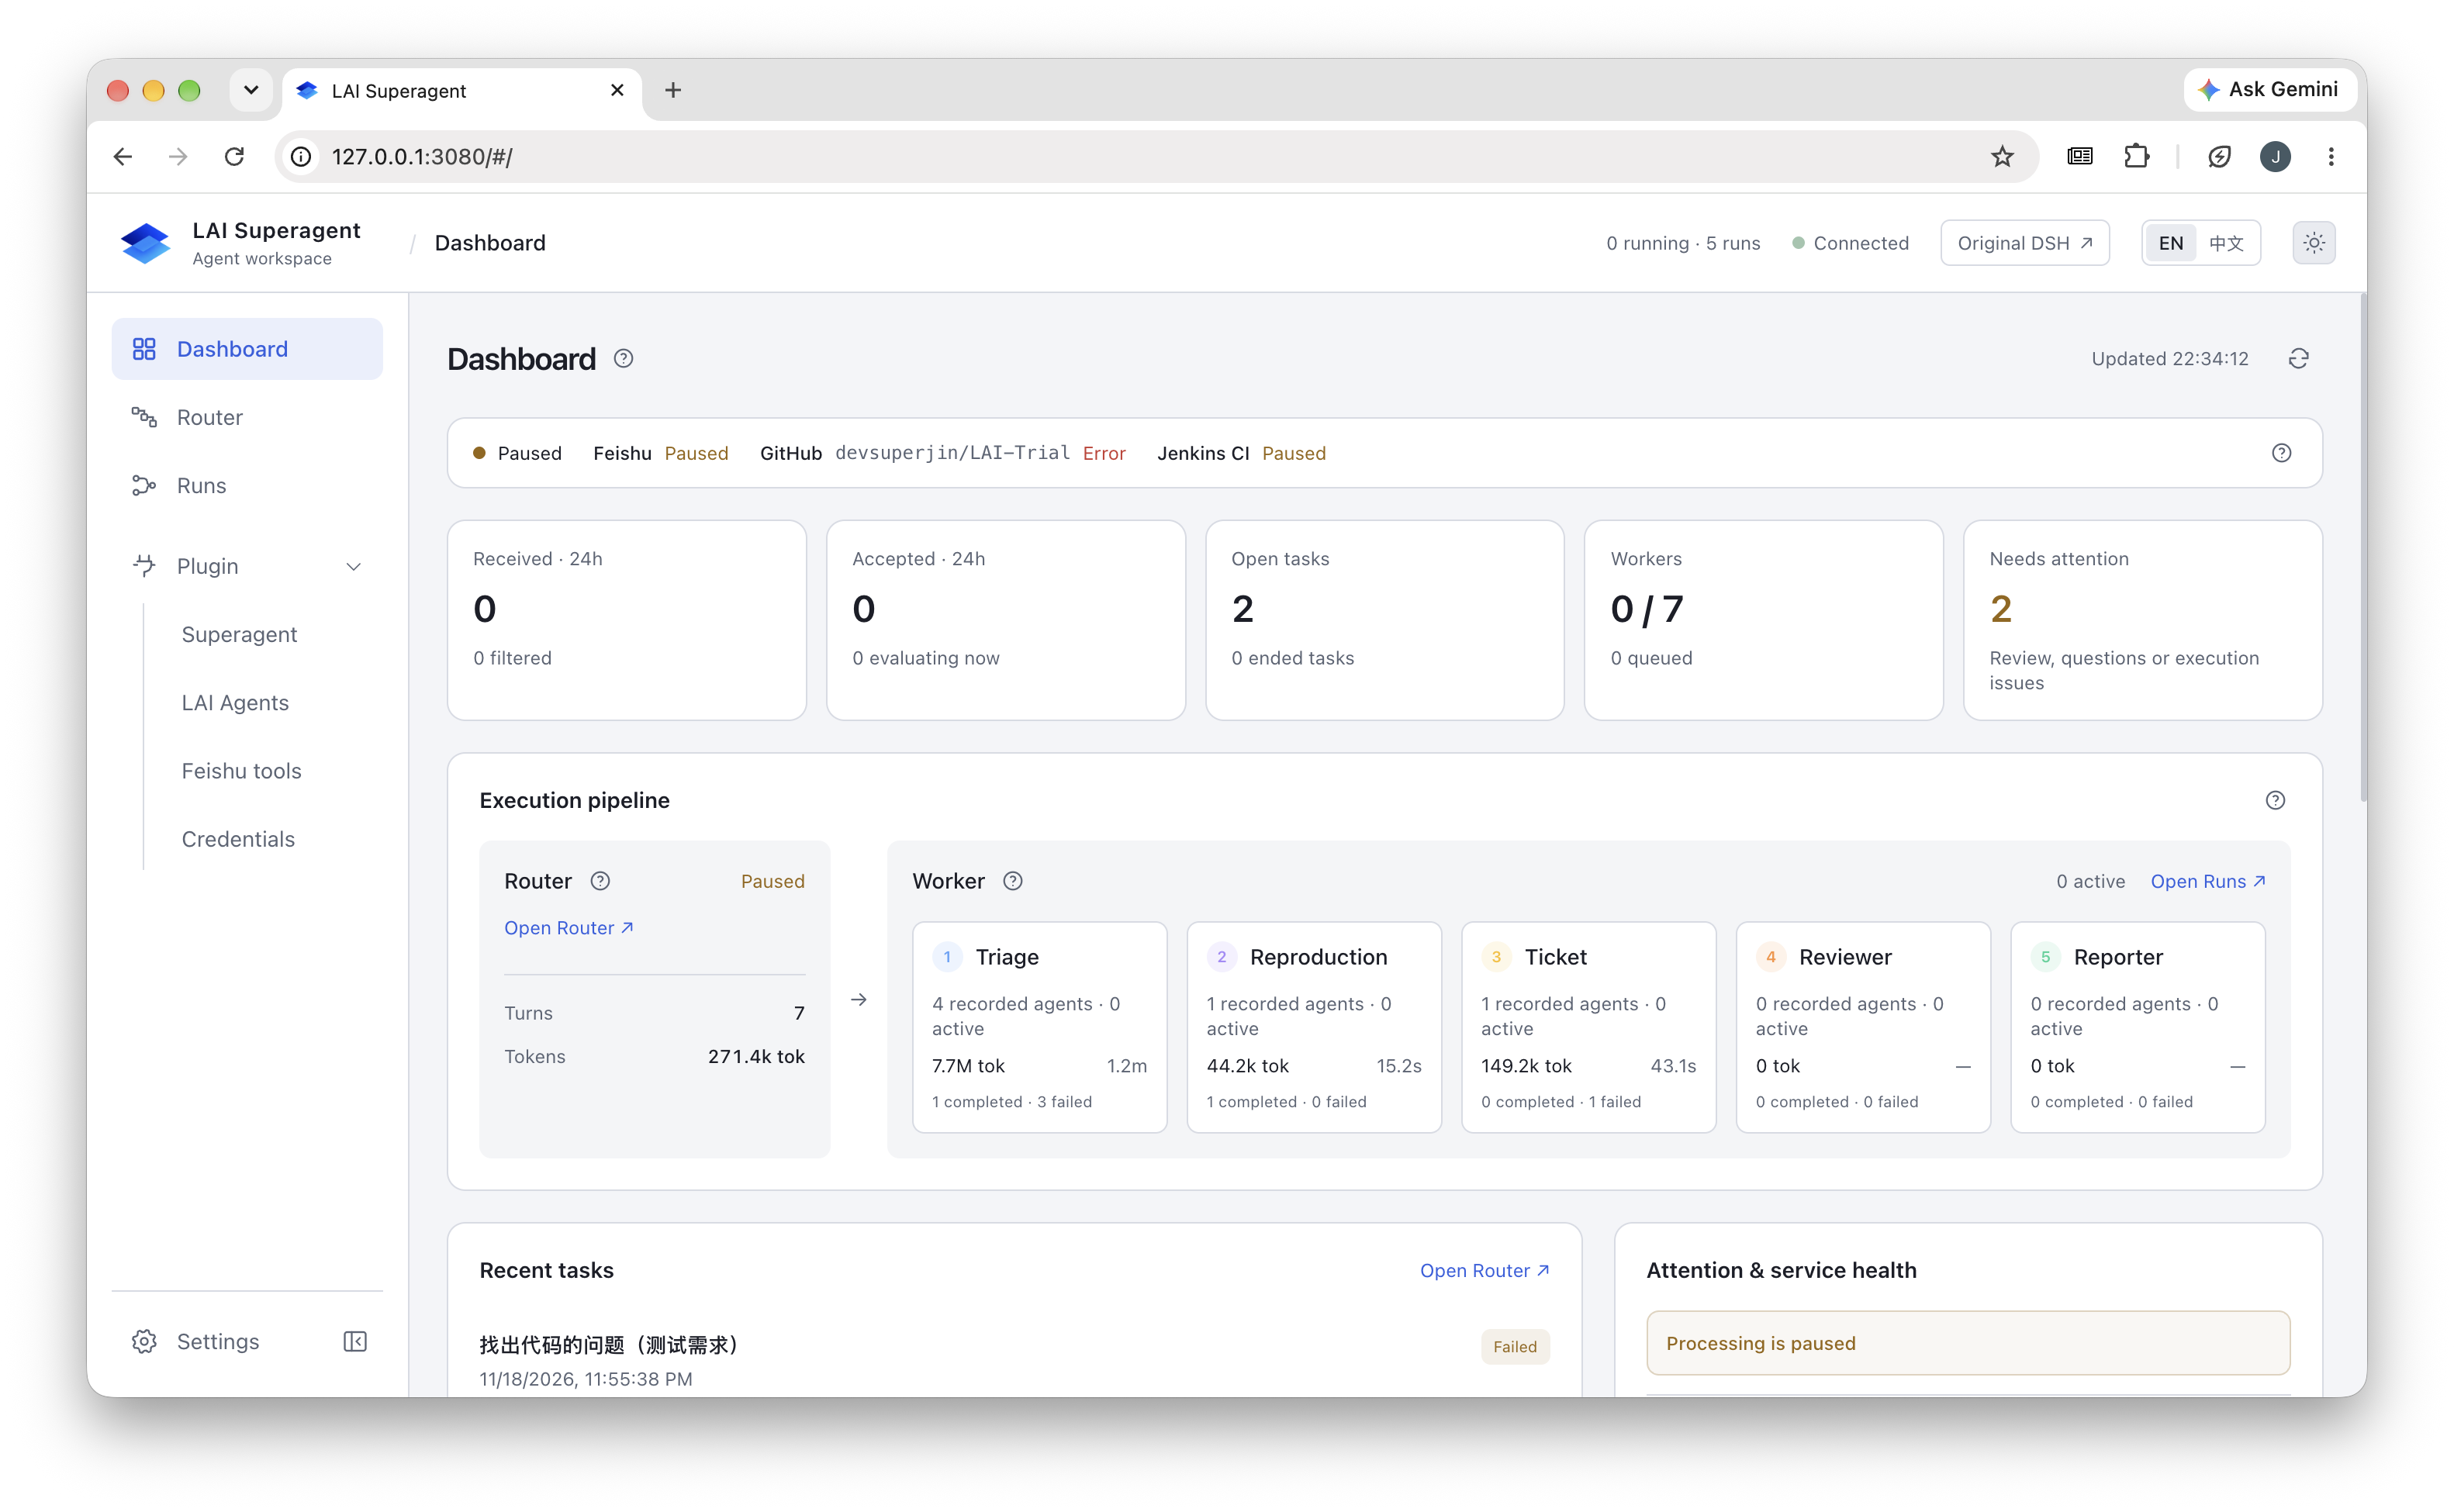 LAI Superagent
Ask Gemini
127.0.0.1:3080/#/
J
LAI Superagent
Agent workspace
/ Dashboard
0 running · 5 runs
Connected
Original DSH ↗
EN 中文
Dashboard
Router
Runs
Plugin
Superagent
LAI Agents
Feishu tools
Credentials
Settings
Dashboard
Updated 22:34:12
Paused Feishu Paused GitHub devsuperjin/LAI-Trial Error Jenkins CI Paused
Received · 24h
0
0 filtered
Accepted · 24h
0
0 evaluating now
Open tasks
2
0 ended tasks
Workers
0 / 7
0 queued
Needs attention
2
Review, questions or execution
issues
Execution pipeline
Router
Paused
Open Router ↗
Turns 7
Tokens 271.4k tok
→
Worker
0 active Open Runs ↗
1 Triage
4 recorded agents · 0
active
7.7M tok 1.2m
1 completed · 3 failed
2 Reproduction
1 recorded agents · 0
active
44.2k tok 15.2s
1 completed · 0 failed
3 Ticket
1 recorded agents · 0
active
149.2k tok 43.1s
0 completed · 1 failed
4 Reviewer
0 recorded agents · 0
active
0 tok —
0 completed · 0 failed
5 Reporter
0 recorded agents · 0
active
0 tok —
0 completed · 0 failed
Recent tasks
Open Router ↗
找出代码的问题（测试需求）
Failed
11/18/2026, 11:55:38 PM
Attention & service health
Processing is paused